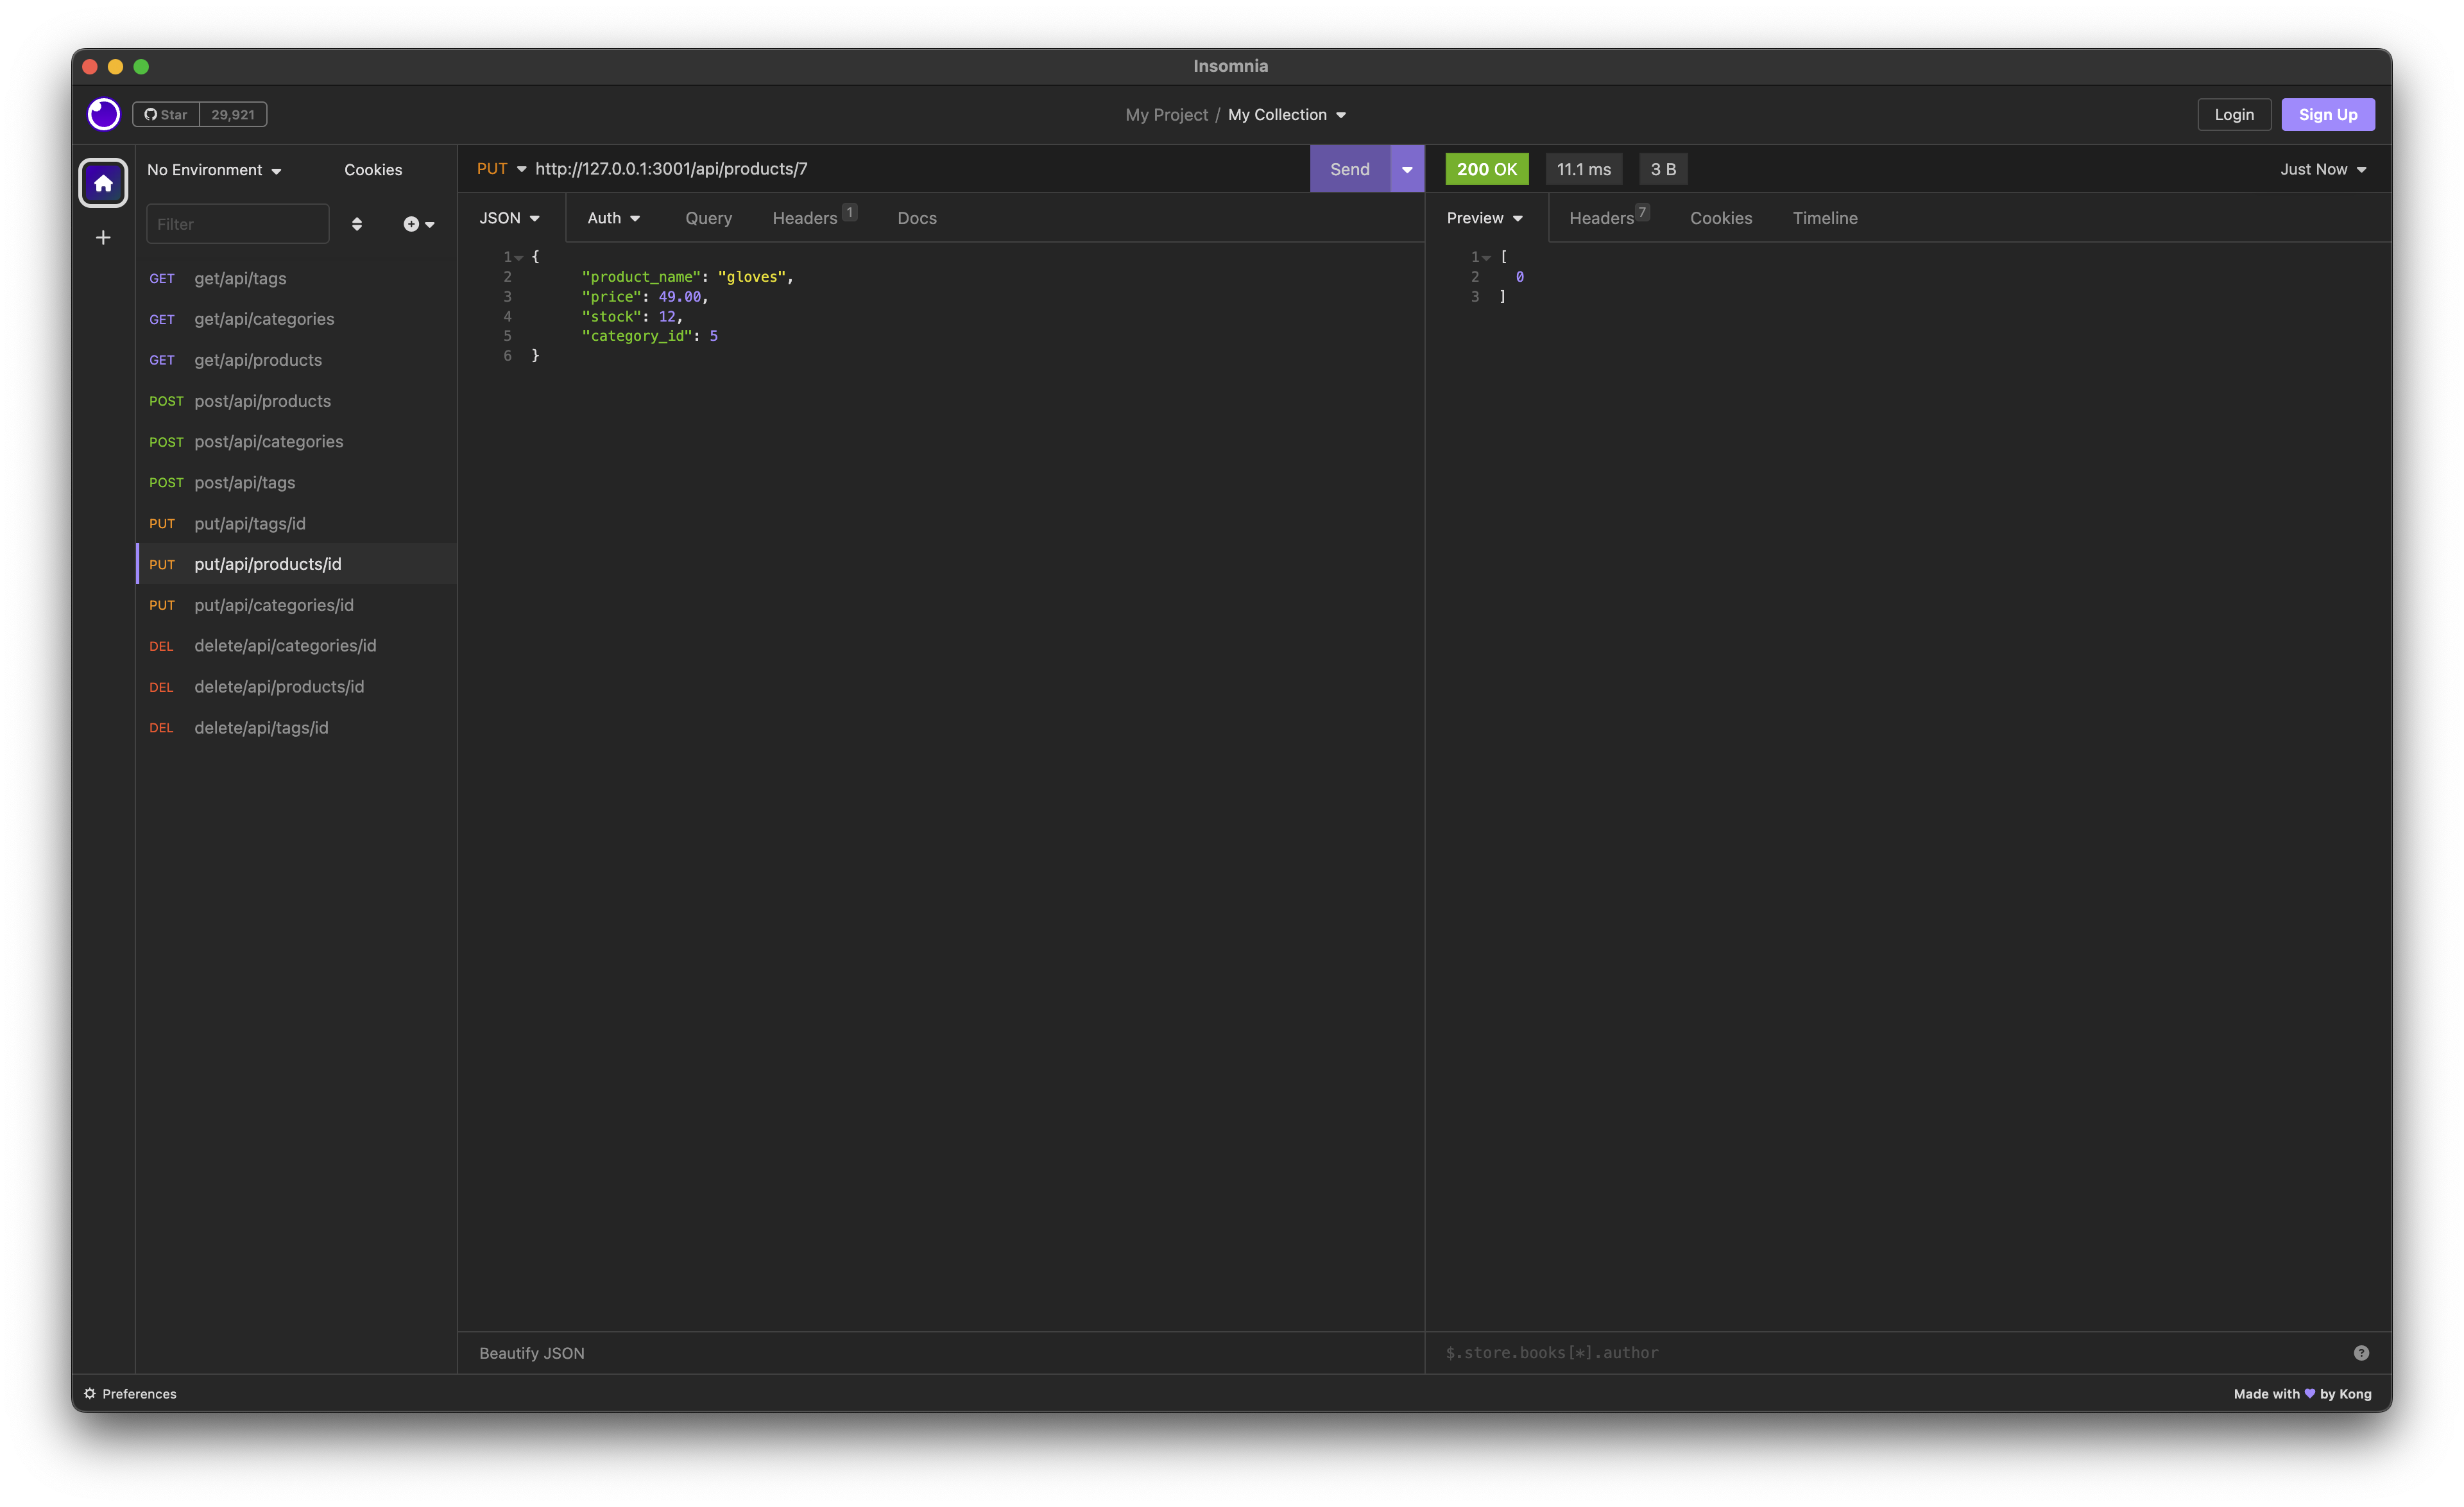 Insomnia
Star 29,921
My Project / My Collection
Login Sign Up
No Environment Cookies
Filter
GET get/api/tags
GET get/api/categories
GET get/api/products
POST post/api/products
POST post/api/categories
POST post/api/tags
PUT put/api/tags/id
PUT put/api/products/id
PUT put/api/categories/id
DEL delete/api/categories/id
DEL delete/api/products/id
DEL delete/api/tags/id
PUT http://127.0.0.1:3001/api/products/7 Send
JSON Auth Query Headers 1 Docs
1 {
2 "product_name": "gloves",
3 "price": 49.00,
4 "stock": 12,
5 "category_id": 5
6 }
Beautify JSON
200 OK 11.1 ms 3 B Just Now
Preview Headers 7 Cookies Timeline
1 [
2 0
3 ]
$.store.books[*].author ?
Preferences
Made with by Kong